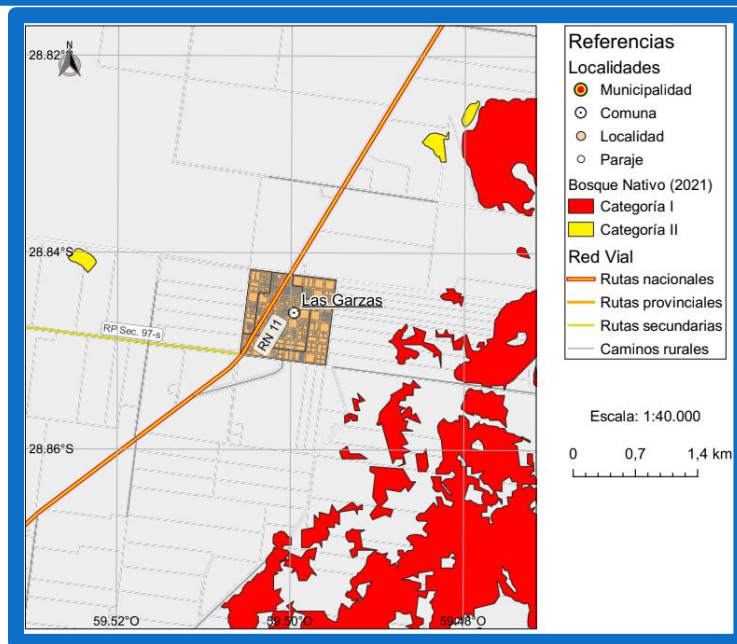 28.82°
N
28.84°S
Las Garzas
RP Sec. 97-s
RN 11
28.86°S
59.52°O
59.50°O
59.48°O
Referencias
Localidades
Municipalidad
Comuna
Localidad
Paraje
Bosque Nativo (2021)
Categoría I
Categoría II
Red Vial
Rutas nacionales
Rutas provinciales
Rutas secundarias
Caminos rurales
Escala: 1:40.000
0 0,7 1,4 km